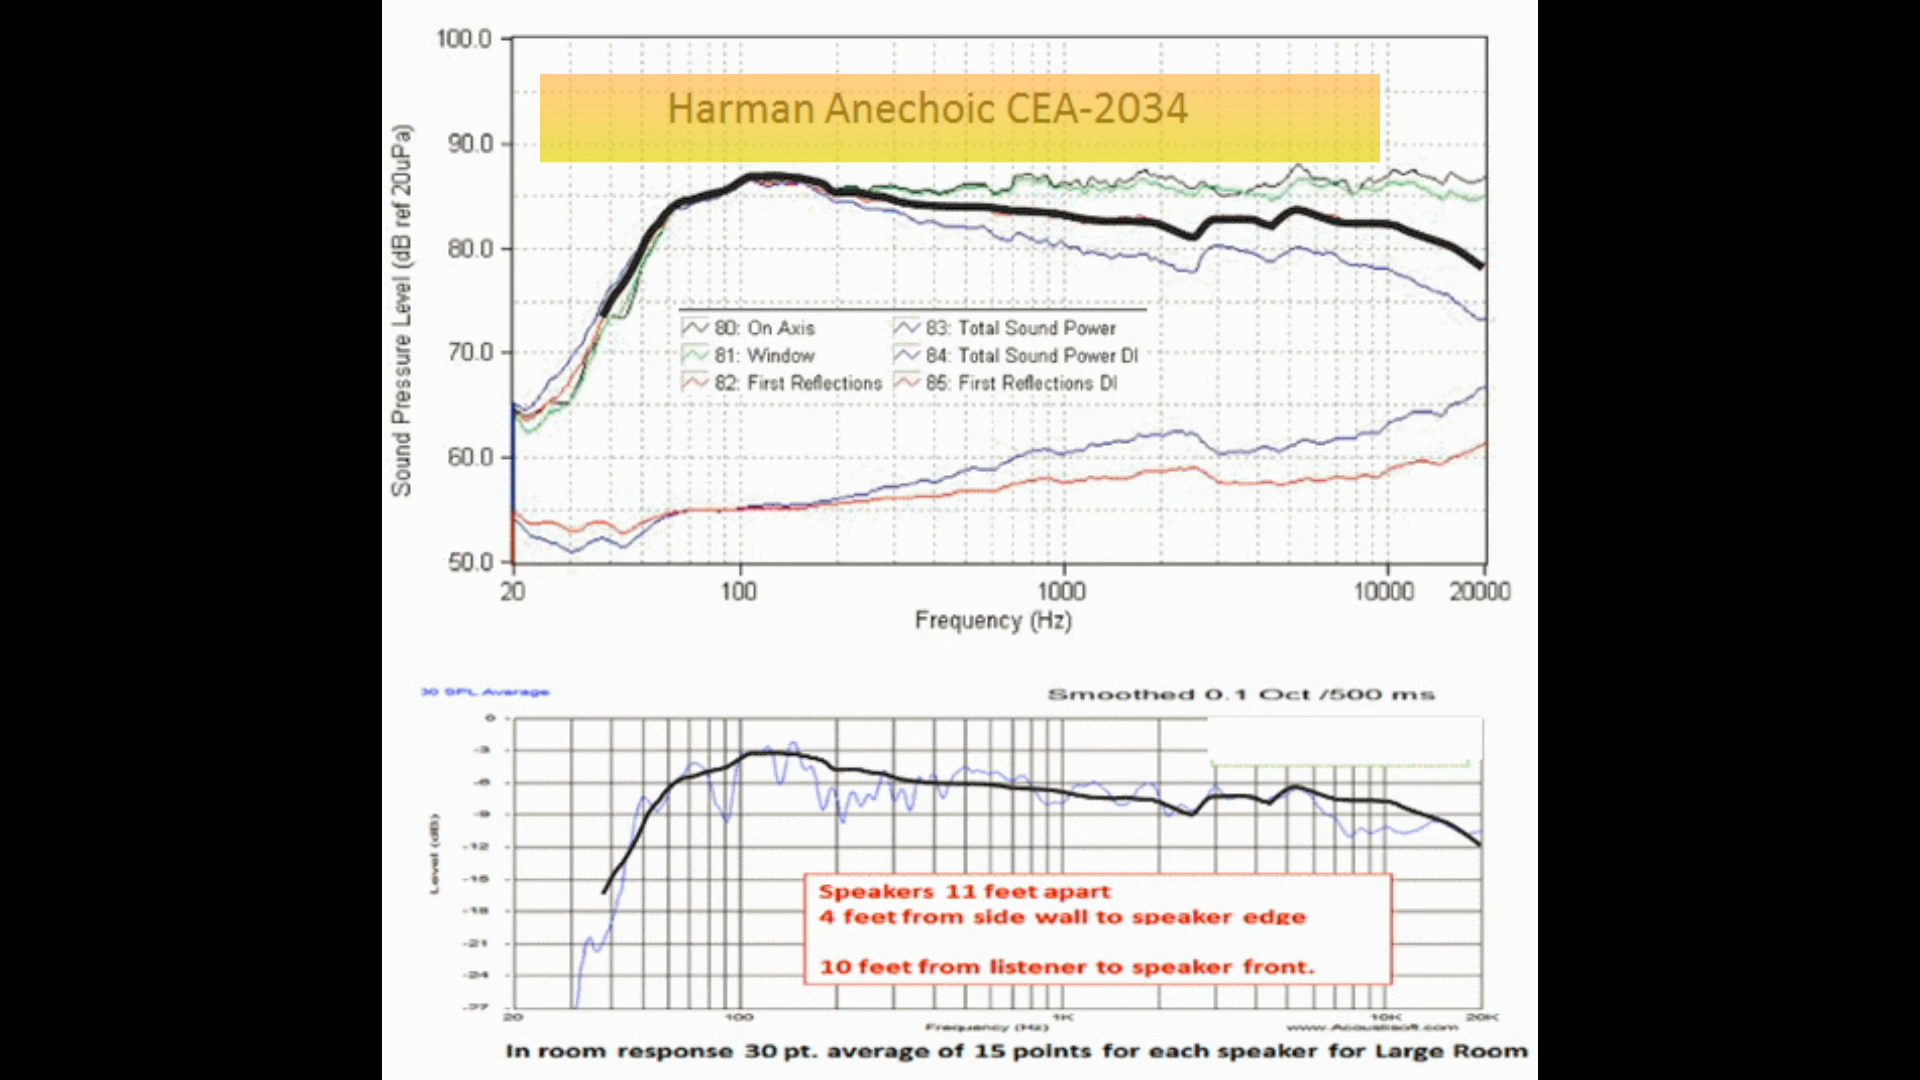 100.0
Harman Anechoic CEA-2034
90.0
80.0
70.0
60.0
50.0
Sound Pressure Level (dB ref 20uPa)
80: On Axis
83: Total Sound Power
81: Window
84: Total Sound Power DI
82: First Reflections
85: First Reflections DI
20
100
1000
10000
20000
Frequency (Hz)
30 SPL Average
Smoothed 0.1 Oct /500 ms
0
-3
-6
-9
-12
-15
-18
-21
-24
-27
Level (dB)
Speakers 11 feet apart
4 feet from side wall to speaker edge
10 feet from listener to speaker front.
20
100
1K
10K
20K
Frequency (Hz)
www.Acoustisoft.com
In room response 30 pt. average of 15 points for each speaker for Large Room